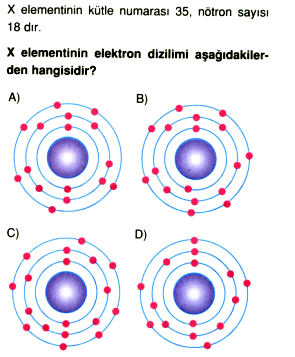 X elementinin kütle numarası 35, nötron sayısı
18 dir.
X elementinin elektron dizilimi aşağıdakiler-
den hangisidir?
A) B)
C) D)